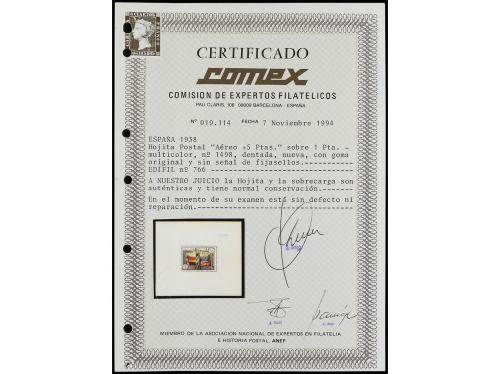 CERTIFICADO
comex
COMISION DE EXPERTOS FILATELICOS
PAU CLARIS, 106 08009 BARCELONA - ESPAÑA
Nº 019.114 FECHA 7 Noviembre 1994
ESPAÑA 1938
Hojita Postal "Aéreo +5 Ptas." sobre 1 Pta. -
multicolor, nº 1498, dentada, nueva, con goma
original y sin señal de fijasellos.
EDIFIL nº 766
A NUESTRO JUICIO la Hojita y la sobrecarga son
auténticas y tiene normal conservación.
En el momento de su examen está sin defecto ni
reparación.
MIEMBRO DE LA ASOCIACION NACIONAL DE EXPERTOS EN FILATELIA
E HISTORIA POSTAL. ANEF